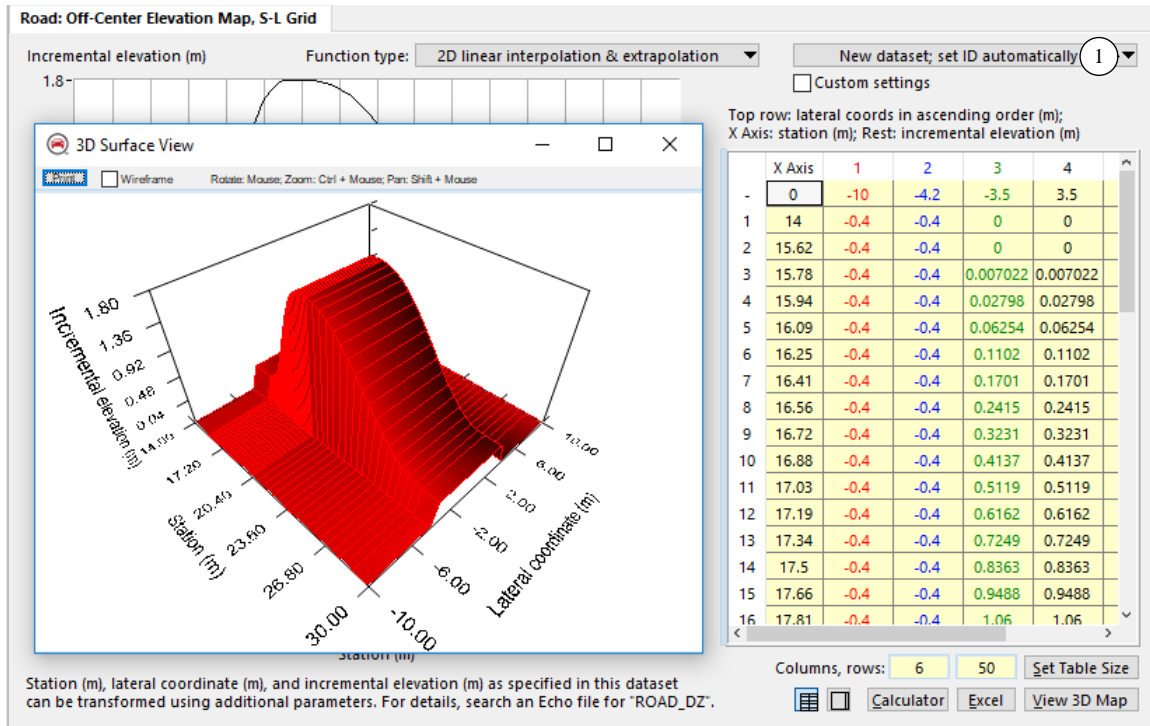 Road: Off-Center Elevation Map, S-L Grid
Incremental elevation (m)
Function type: 2D linear interpolation & extrapolation
New dataset; set ID automatically 1
Custom settings
1.8
Top row: lateral coords in ascending order (m);
X Axis: station (m); Rest: incremental elevation (m)
3D Surface View
Print Wireframe Rotate: Mouse; Zoom: Ctrl + Mouse; Pan: Shift + Mouse
1.80
1.36
0.92
0.48
0.04
Incremental elevation (m)
14.00
17.20
20.40
23.60
26.80
30.00
Station (m)
-10.00
-6.00
-2.00
2.00
6.00
10.00
Lateral coordinate (m)
X Axis 1 2 3 4
- 0 -10 -4.2 -3.5 3.5
1 14 -0.4 -0.4 0 0
2 15.62 -0.4 -0.4 0 0
3 15.78 -0.4 -0.4 0.007022 0.007022
4 15.94 -0.4 -0.4 0.02798 0.02798
5 16.09 -0.4 -0.4 0.06254 0.06254
6 16.25 -0.4 -0.4 0.1102 0.1102
7 16.41 -0.4 -0.4 0.1701 0.1701
8 16.56 -0.4 -0.4 0.2415 0.2415
9 16.72 -0.4 -0.4 0.3231 0.3231
10 16.88 -0.4 -0.4 0.4137 0.4137
11 17.03 -0.4 -0.4 0.5119 0.5119
12 17.19 -0.4 -0.4 0.6162 0.6162
13 17.34 -0.4 -0.4 0.7249 0.7249
14 17.5 -0.4 -0.4 0.8363 0.8363
15 17.66 -0.4 -0.4 0.9488 0.9488
16 17.81 -0.4 -0.4 1.06 1.06
Station (m)
Columns, rows: 6 50 Set Table Size
Calculator Excel View 3D Map
Station (m), lateral coordinate (m), and incremental elevation (m) as specified in this dataset
can be transformed using additional parameters. For details, search an Echo file for "ROAD_DZ".